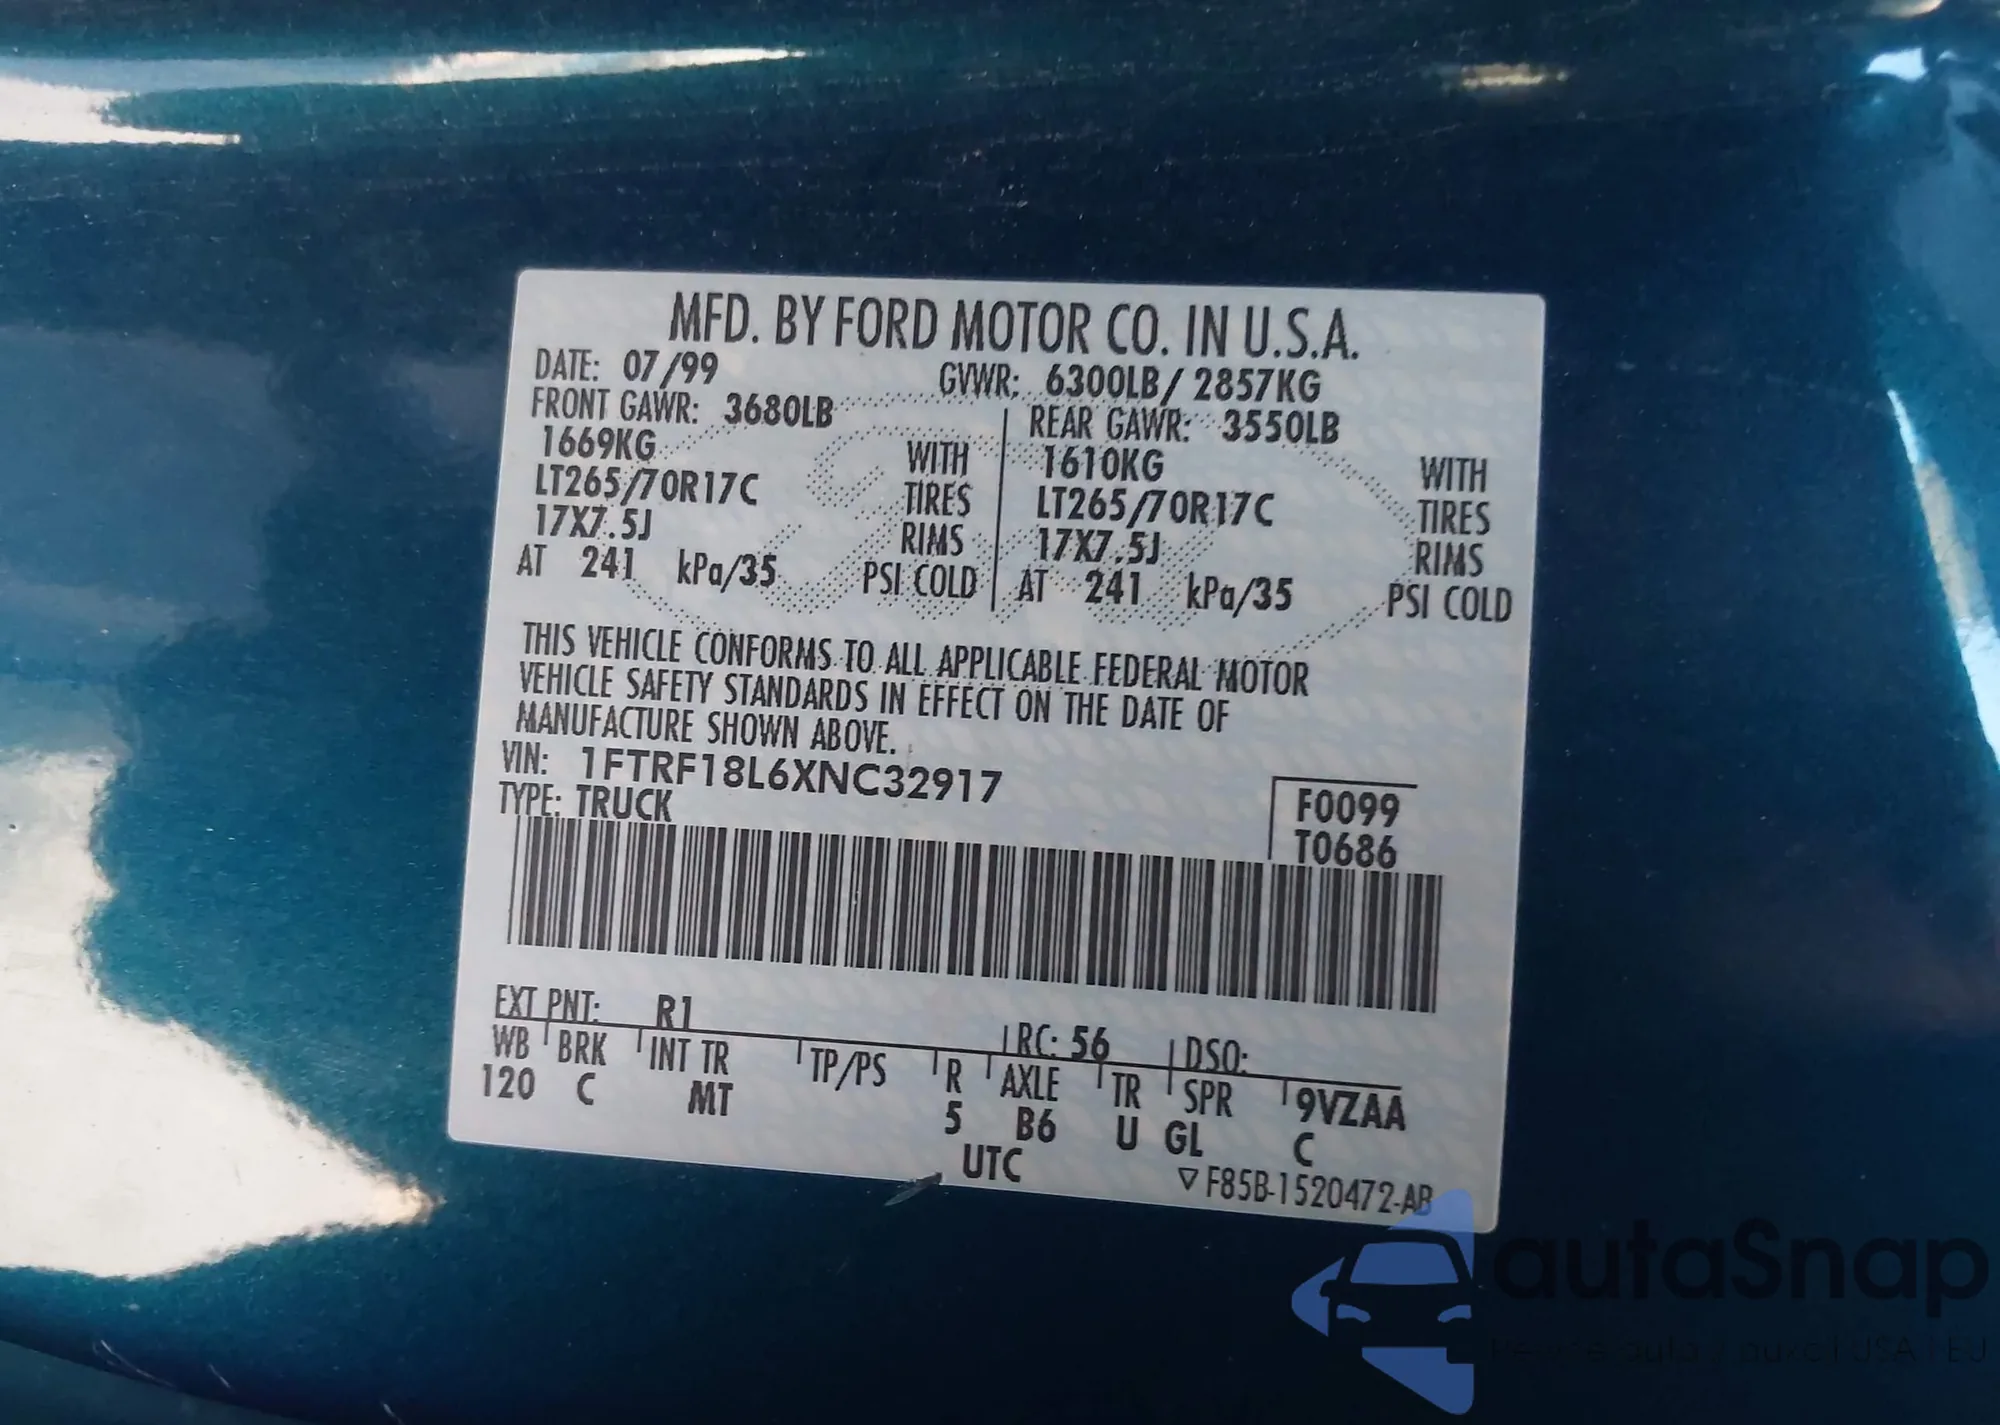 MFD. BY FORD MOTOR CO. IN U.S.A.
DATE: 07/99 GVWR: 6300LB/ 2857KG
FRONT GAWR: 3680LB REAR GAWR: 3550LB
1669KG WITH 1610KG WITH
LT265/70R17C TIRES LT265/70R17C TIRES
17X7.5J RIMS 17X7.5J RIMS
AT 241 kPa/35 PSI COLD AT 241 kPa/35 PSI COLD
THIS VEHICLE CONFORMS TO ALL APPLICABLE FEDERAL MOTOR
VEHICLE SAFETY STANDARDS IN EFFECT ON THE DATE OF
MANUFACTURE SHOWN ABOVE.
VIN: 1FTRF18L6XNC32917
TYPE: TRUCK
F0099
T0686
EXT PNT: R1 RC: 56 DSO:
WB BRK INT TR TP/PS R AXLE TR SPR 9VZAA
120 C MT 5 B6 U GL C
UTC
▽F85B-1520472-AB
autoSnap
USA EU